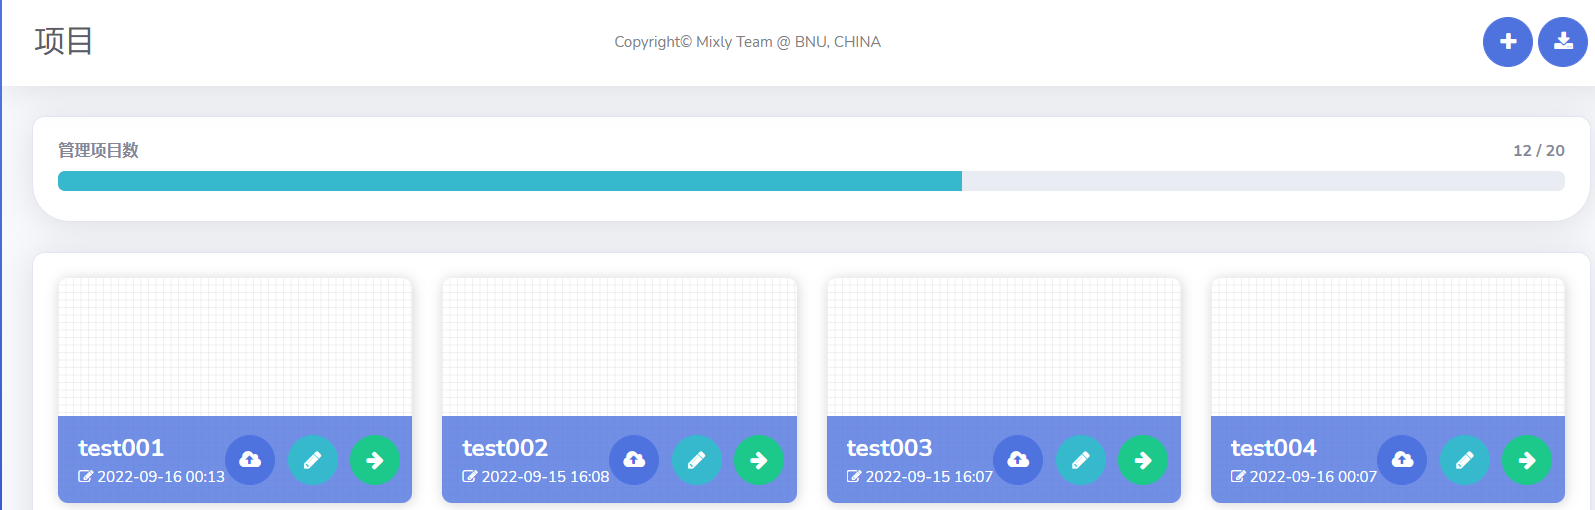 项目
Copyright© Mixly Team @ BNU, CHINA
管理项目数
12 / 20
test001
2022-09-16 00:13
test002
2022-09-15 16:08
test003
2022-09-15 16:07
test004
2022-09-16 00:07